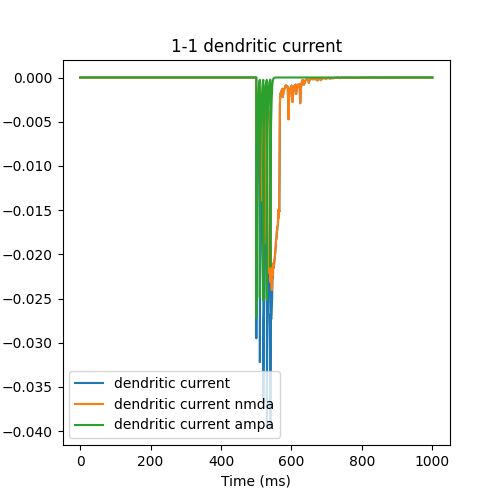 1-1 dendritic current
0.000
−0.005
−0.010
−0.015
−0.020
−0.025
−0.030
−0.035
−0.040
dendritic current
dendritic current nmda
dendritic current ampa
0 200 400 600 800 1000
Time (ms)